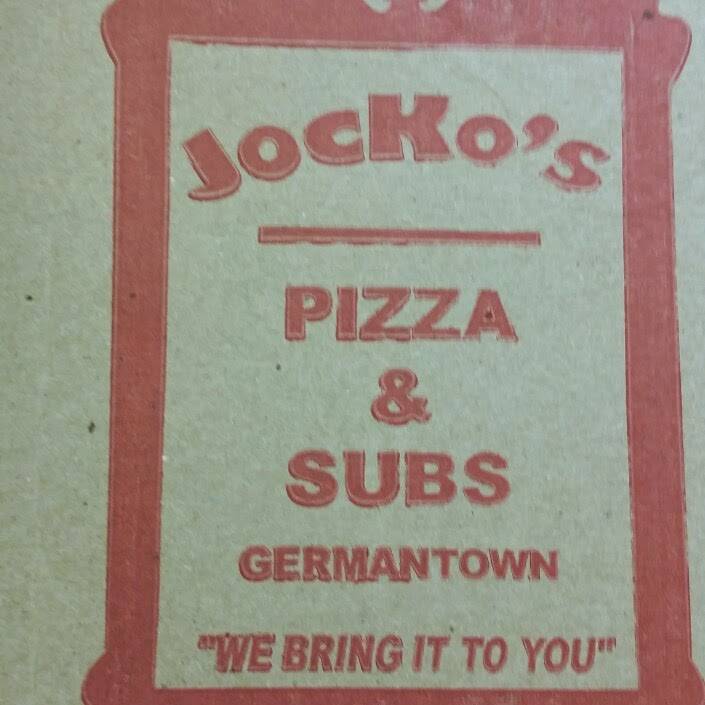 JocKo's
PIZZA
&
SUBS
GERMANTOWN
"WE BRING IT TO YOU"